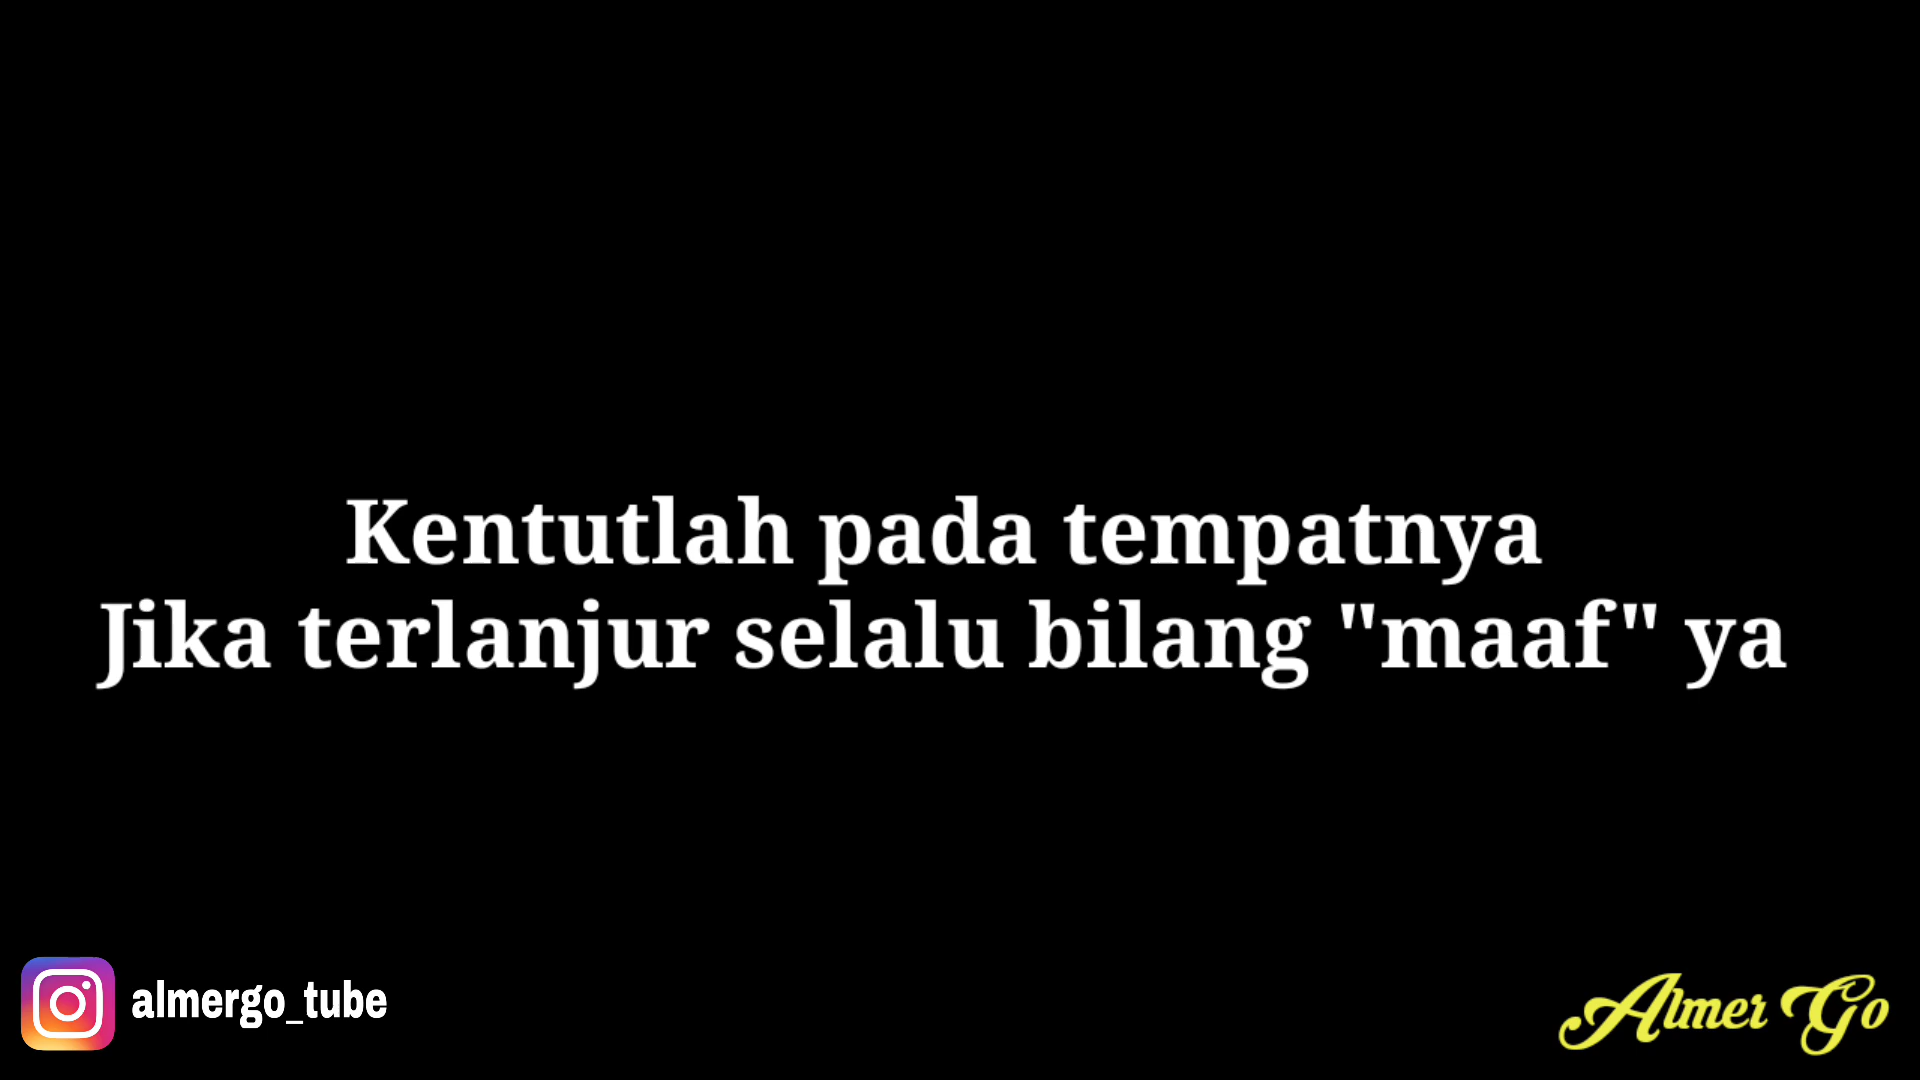 Kentutlah pada tempatnya
Jika terlanjur selalu bilang "maaf" ya
almergo_tube
Almer Go